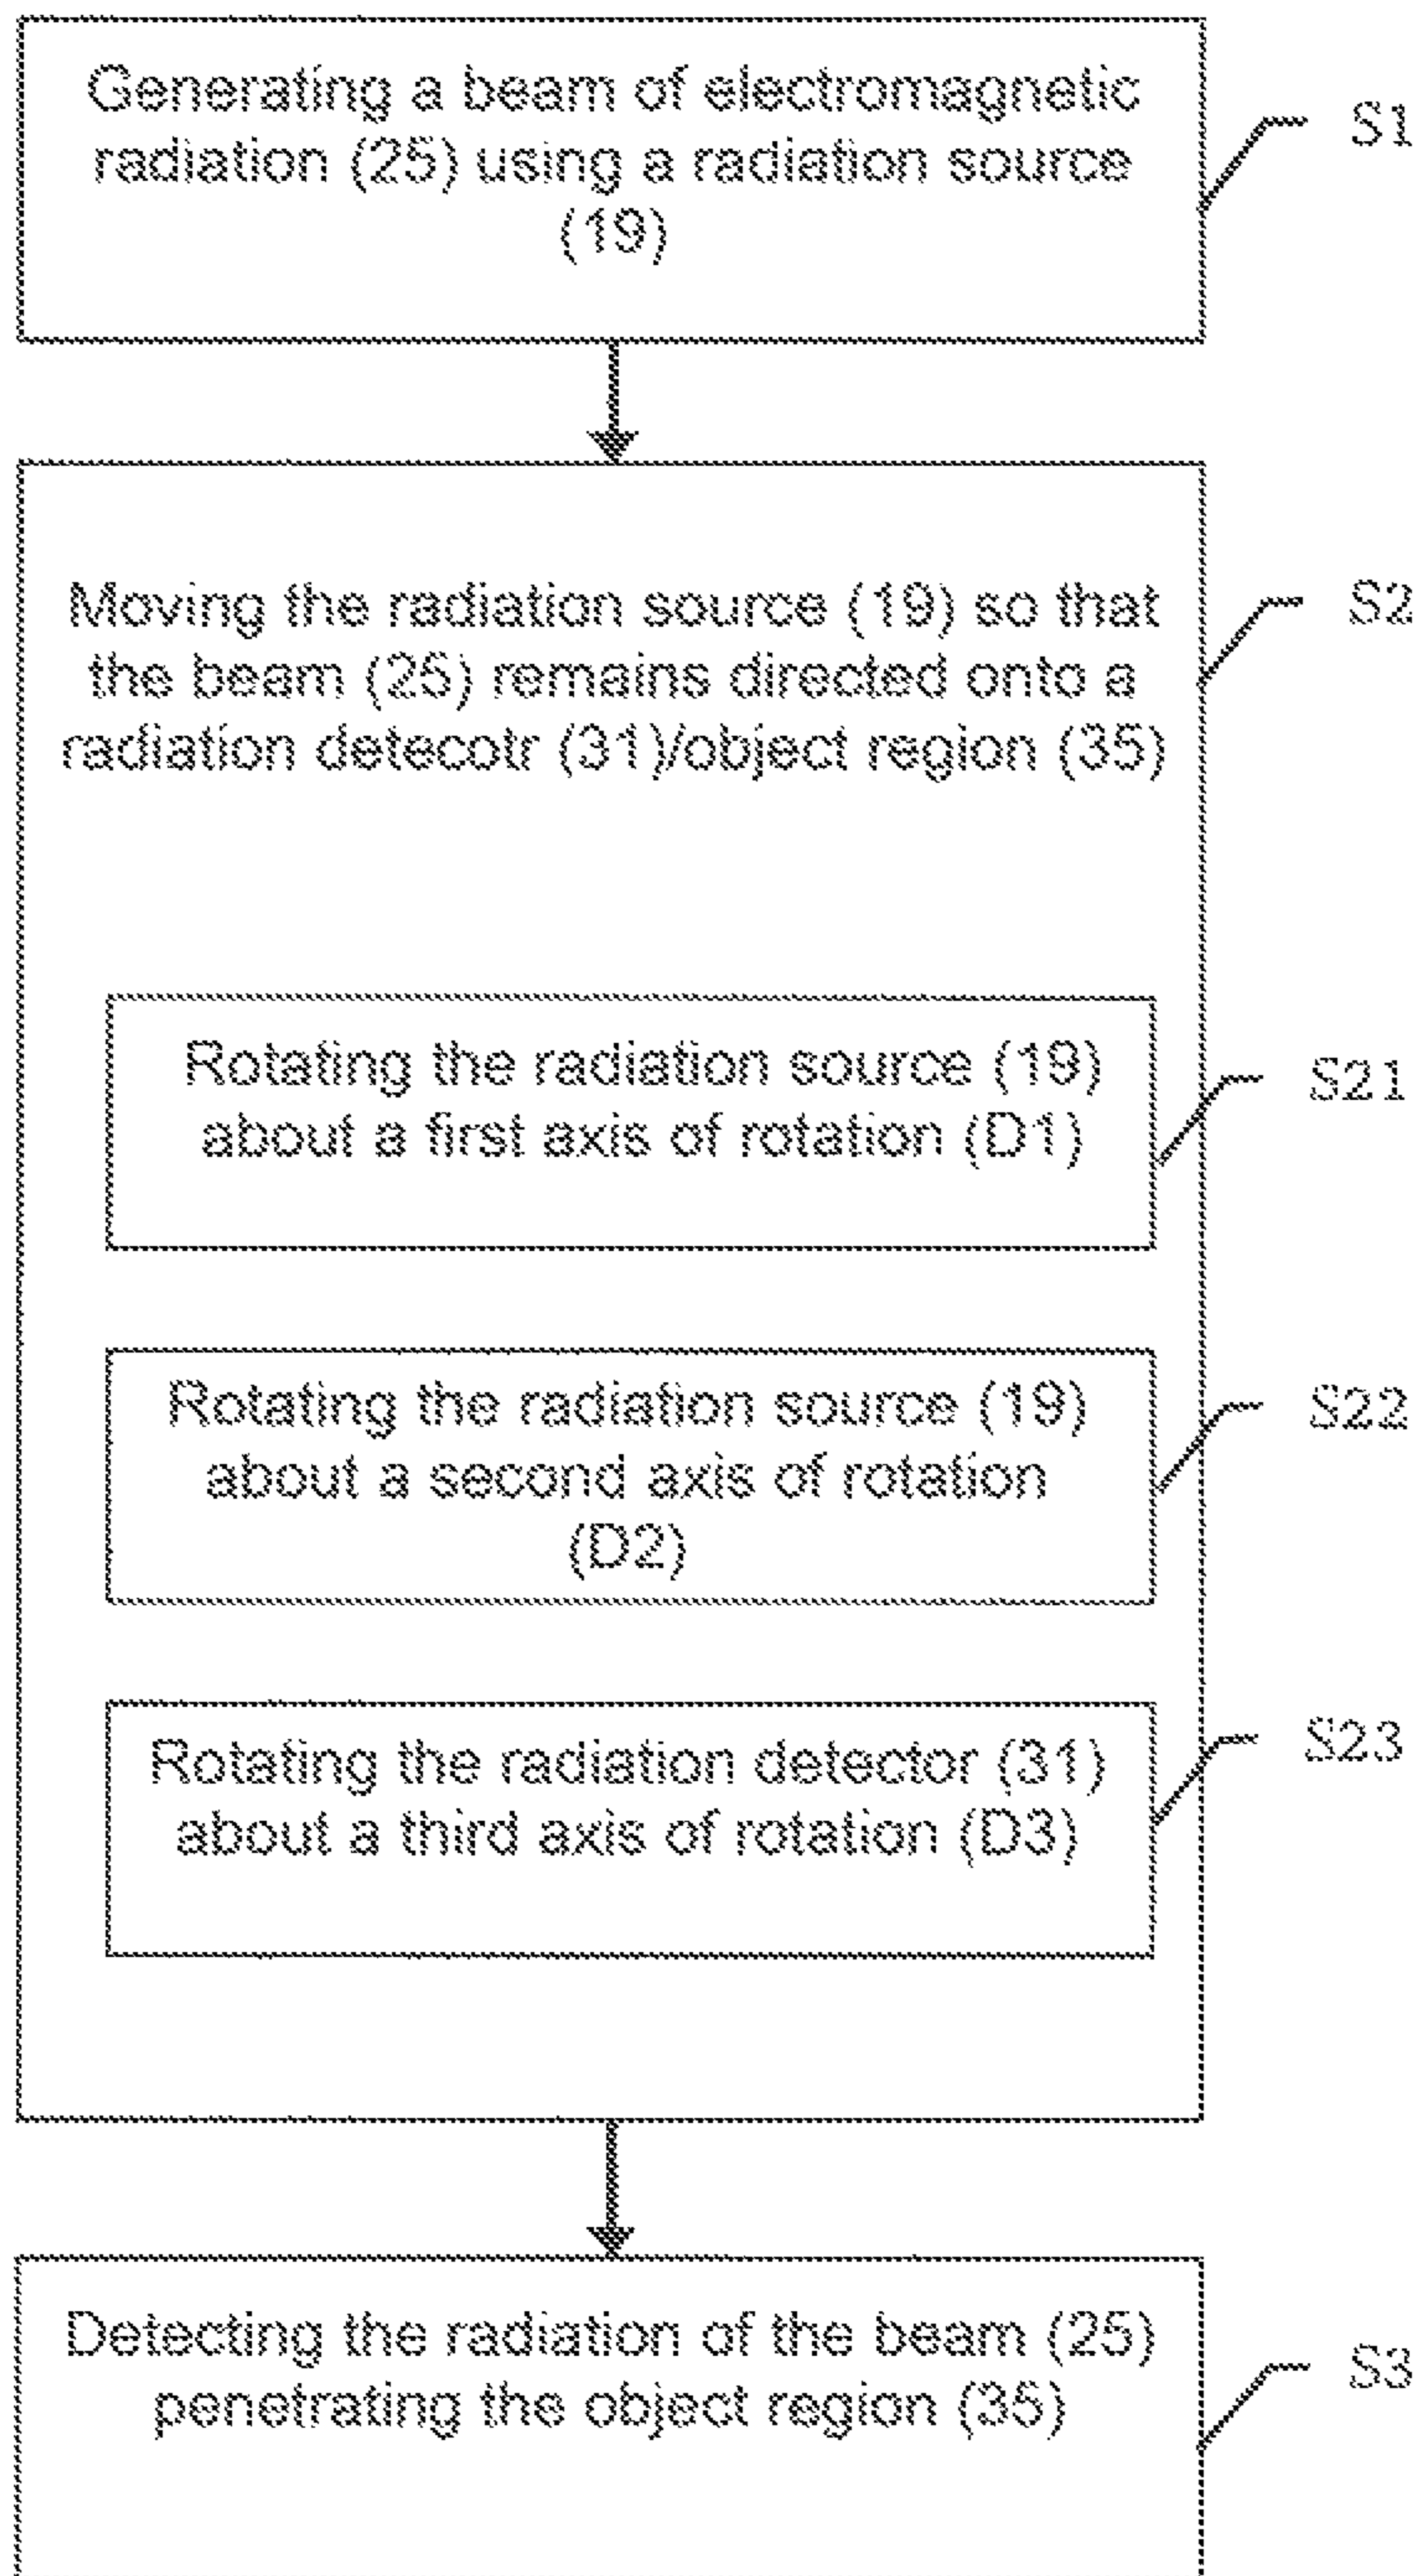 Generating a beam of electromagnetic
radiation (25) using a radiation source
(19)
S1
Moving the radiation source (19) so that
the beam (25) remains directed onto a
radiation detecotr (31)/object region (35)
S2
Rotating the radiation source (19)
about a first axis of rotation (D1)
S21
Rotating the radiation source (19)
about a second axis of rotation
(D2)
S22
Rotating the radiation detector (31)
about a third axis of rotation (D3)
S23
Detecting the radiation of the beam (25)
penetrating the object region (35)
S3